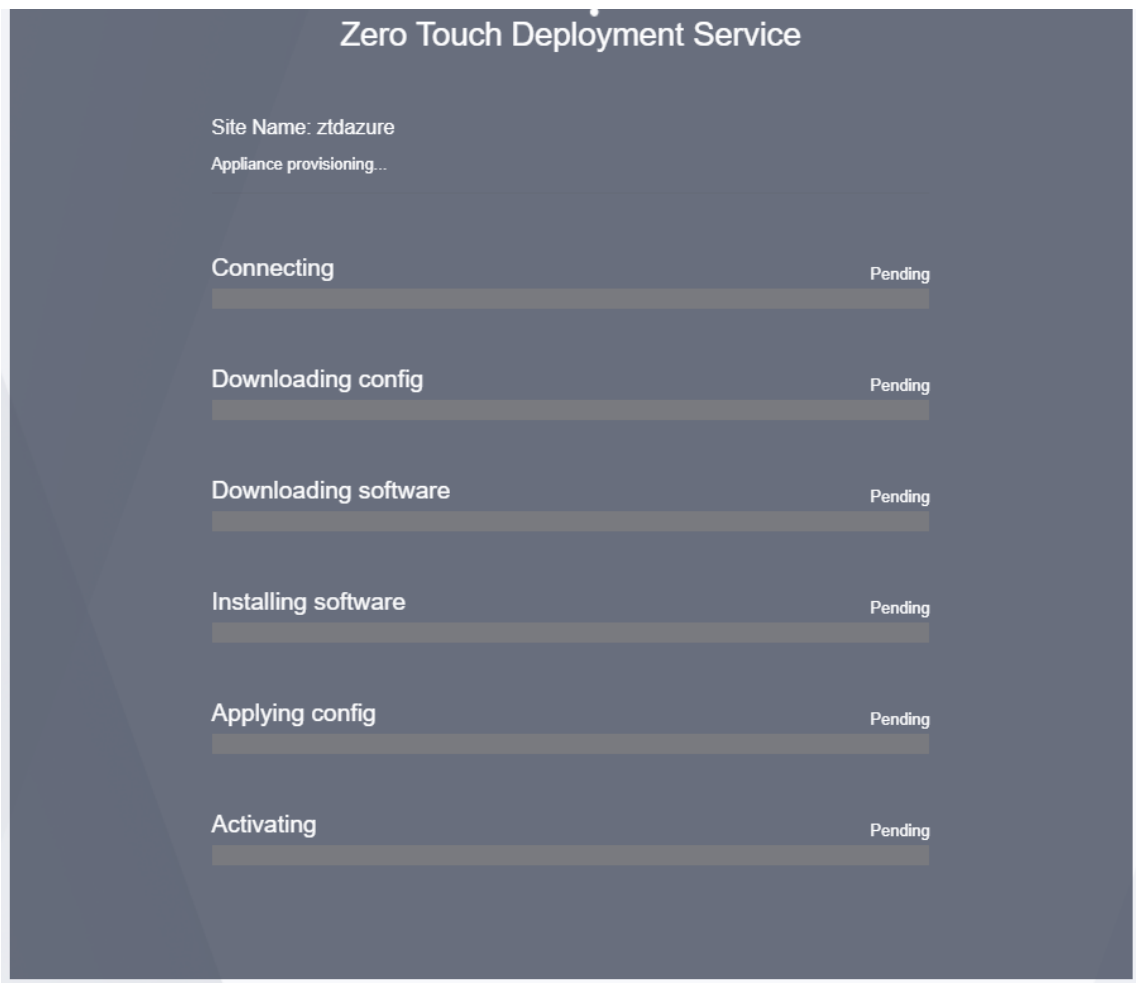 Zero Touch Deployment Service
Site Name: ztdazure
Appliance provisioning...
Connecting
Pending
Downloading config
Pending
Downloading software
Pending
Installing software
Pending
Applying config
Pending
Activating
Pending